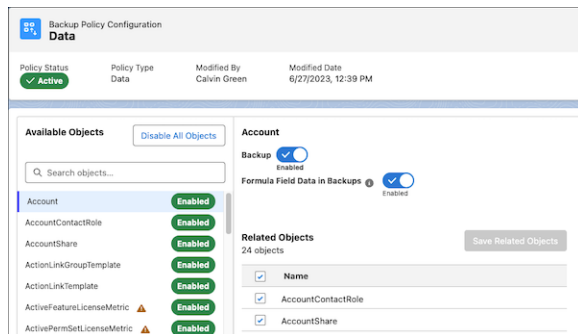 Backup Policy Configuration
Data
Policy Status
Policy Type
Modified By
Modified Date
Active
Data
Calvin Green
6/27/2023, 12:39 PM
Available Objects
Disable All Objects
Search objects...
Account
Enabled
AccountContactRole
Enabled
AccountShare
Enabled
ActionLinkGroupTemplate
Enabled
ActionLinkTemplate
Enabled
ActiveFeatureLicenseMetric
Enabled
ActivePermSetLicenseMetric
Enabled
Account
Backup
Enabled
Formula Field Data in Backups
Enabled
Related Objects
24 objects
Save Related Objects
Name
AccountContactRole
AccountShare